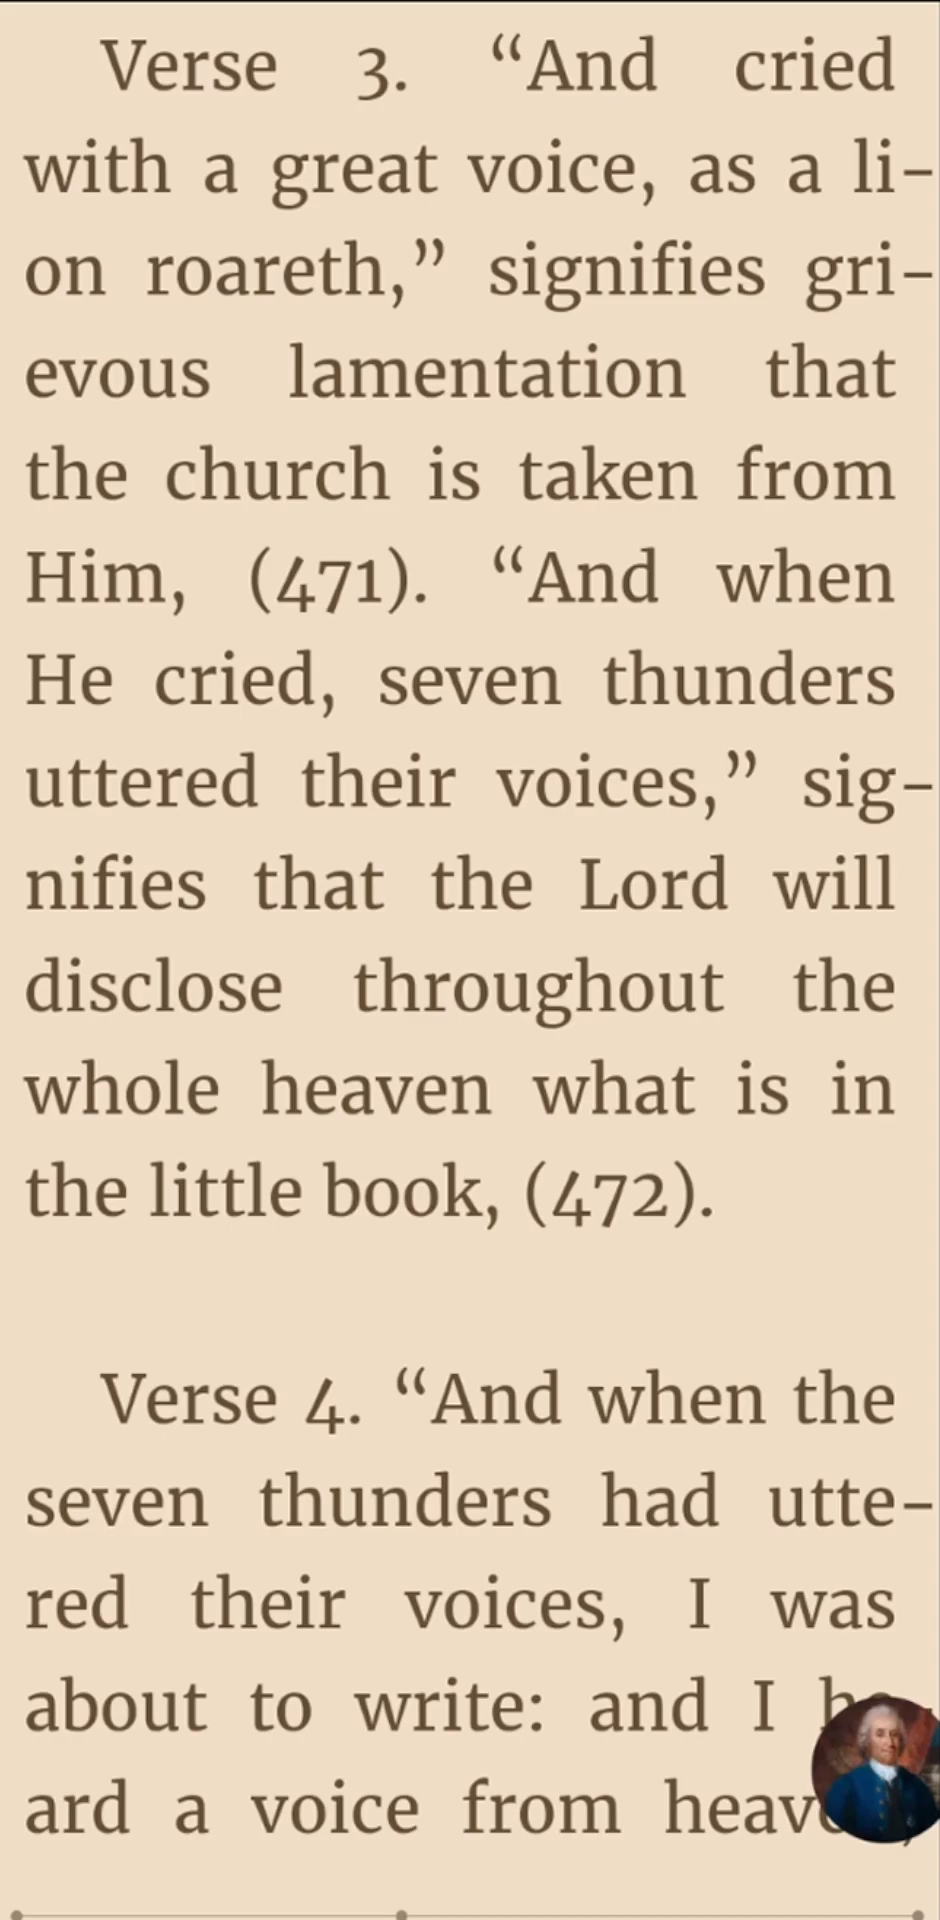 Verse 3. “And cried
with a great voice, as a li-
on roareth,” signifies gri-
evous lamentation that
the church is taken from
Him, (471). “And when
He cried, seven thunders
uttered their voices,” sig-
nifies that the Lord will
disclose throughout the
whole heaven what is in
the little book, (472).
Verse 4. “And when the
seven thunders had utte-
red their voices, I was
about to write: and I
ard a voice from